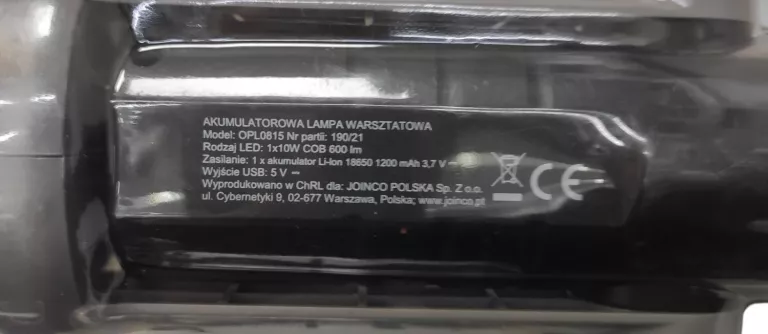 AKUMULATOROWA LAMPA WARSZTATOWA
Model: OPL0815 Nr partii: 190/21
Rodzaj LED: 1x10W COB 600 lm
Zasilanie: 1 x akumulator Li-Ion 18650 1200 mAh 3,7 V ⎓
Wyjście USB: 5 V ⎓
Wyprodukowano w ChRL dla: JOINCO POLSKA Sp. Z o.o.
ul. Cybernetyki 9, 02-677 Warszawa, Polska; www.joinco.pl
CE